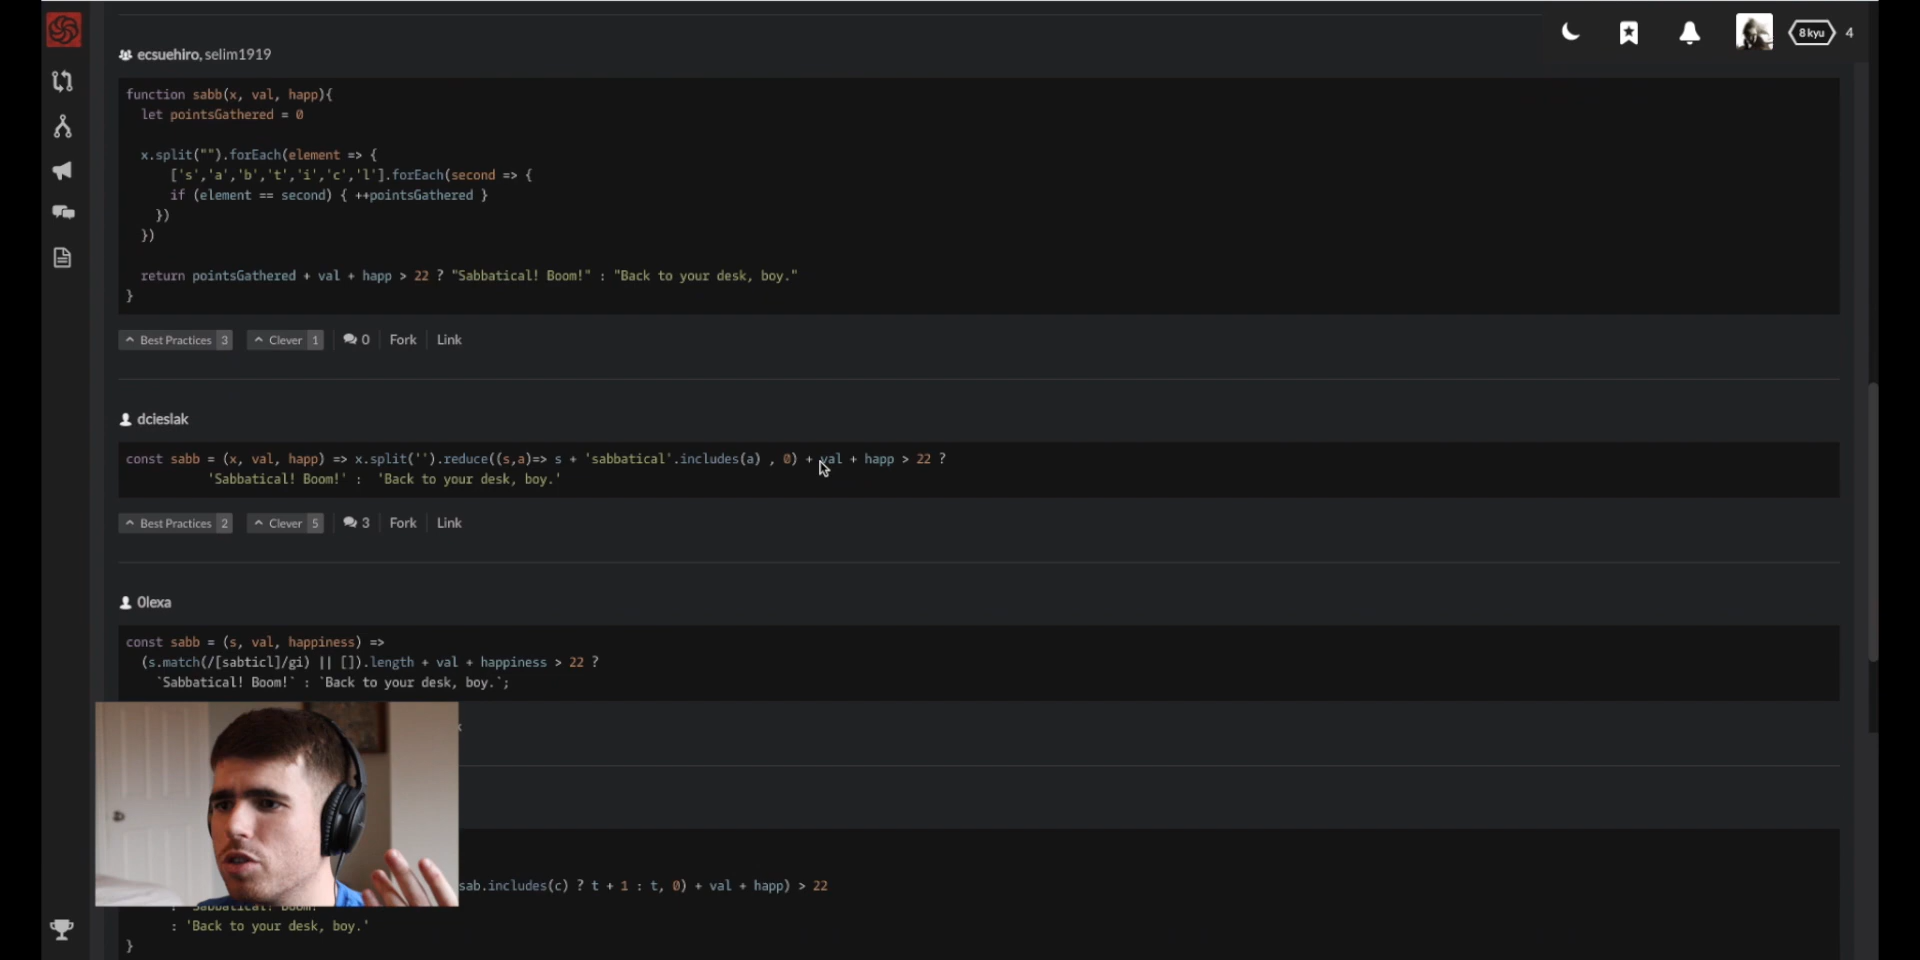 8 kyu 4
ecsuehiro, selim1919
function sabb(x, val, happ){
let pointsGathered = 0
x.split("").forEach(element => {
['s','a','b','t','i','c','l'].forEach(second => {
if (element == second) { ++pointsGathered }
})
})
return pointsGathered + val + happ > 22 ? "Sabbatical! Boom!" : "Back to your desk, boy."
}
Best Practices 3 Clever 1 0 Fork Link
dcieslak
const sabb = (x, val, happ) => x.split('').reduce((s,a)=> s + 'sabbatical'.includes(a) , 0) + val + happ > 22 ?
'Sabbatical! Boom!' : 'Back to your desk, boy.'
Best Practices 2 Clever 5 3 Fork Link
0lexa
const sabb = (s, val, happiness) =>
(s.match(/[sabticl]/gi) || []).length + val + happiness > 22 ?
`Sabbatical! Boom!` : `Back to your desk, boy.`;
sab.includes(c) ? t + 1 : t, 0) + val + happ) > 22
: 'Back to your desk, boy.'
}